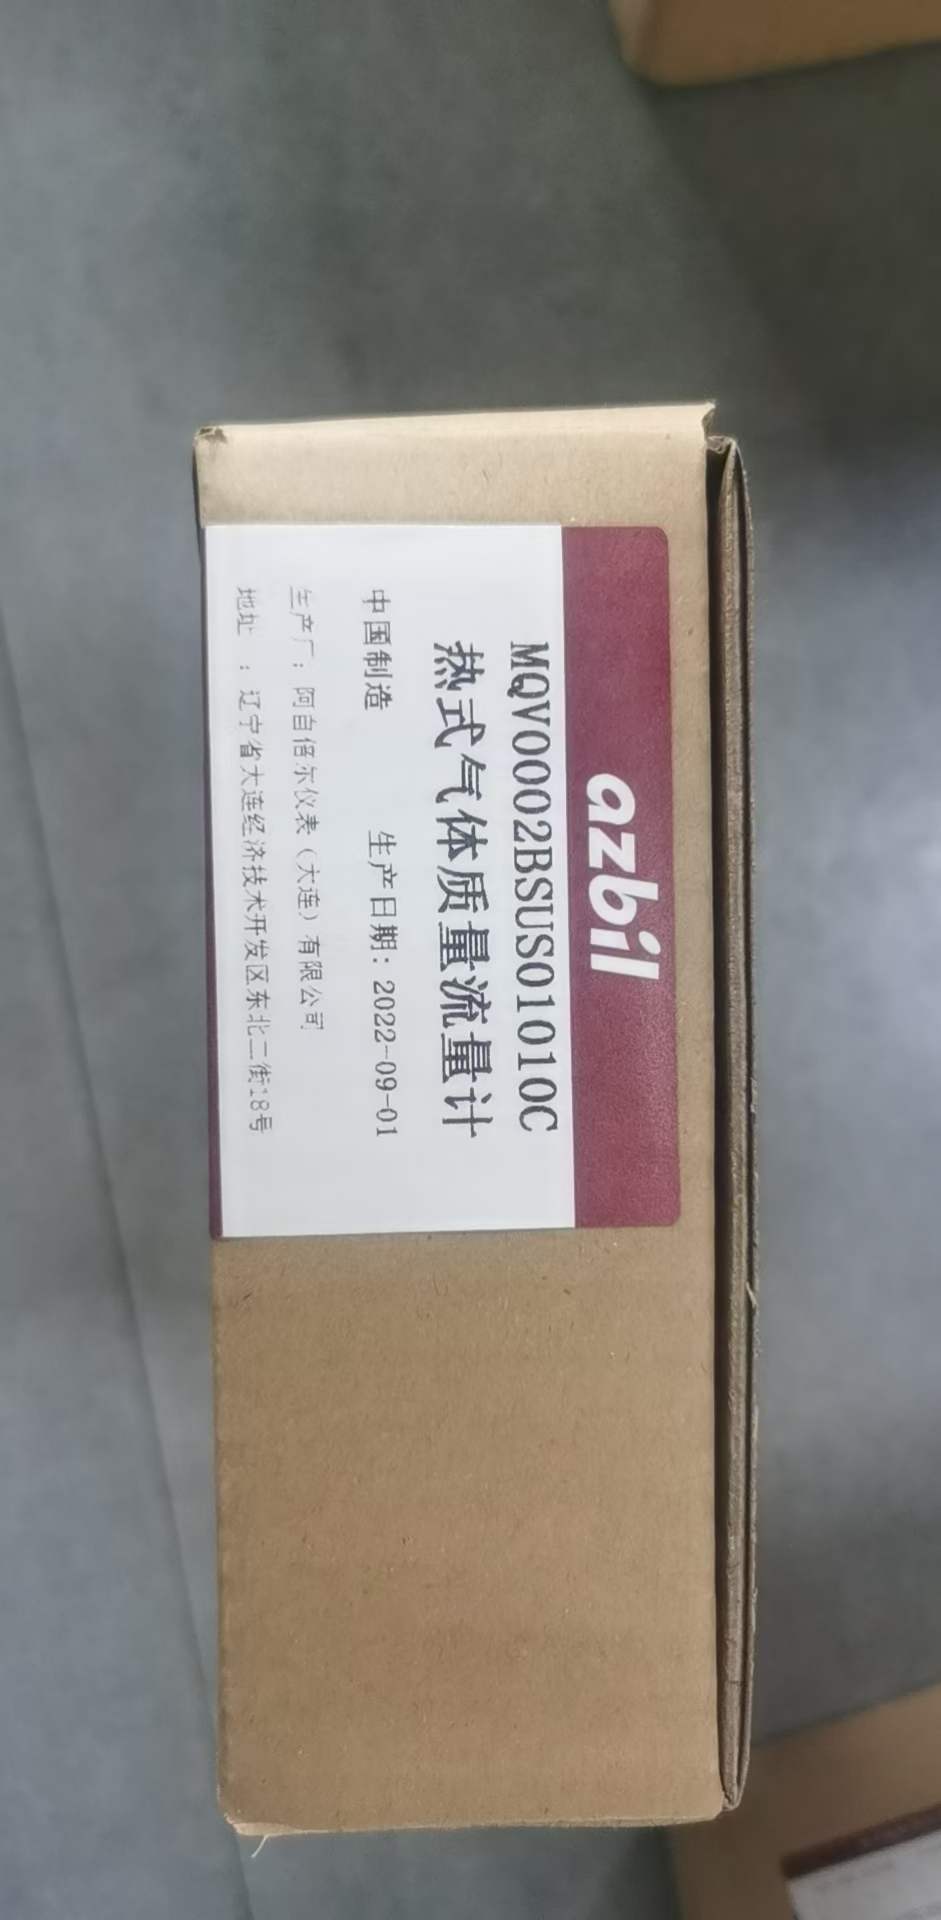 azbil
MQV0002BSUS01010C
热式气体质量流量计
中国制造 生产日期: 2022-09-01
生产厂: 阿自倍尔仪表(大连)有限公司
地址 : 辽宁省大连经济技术开发区东北二街18号